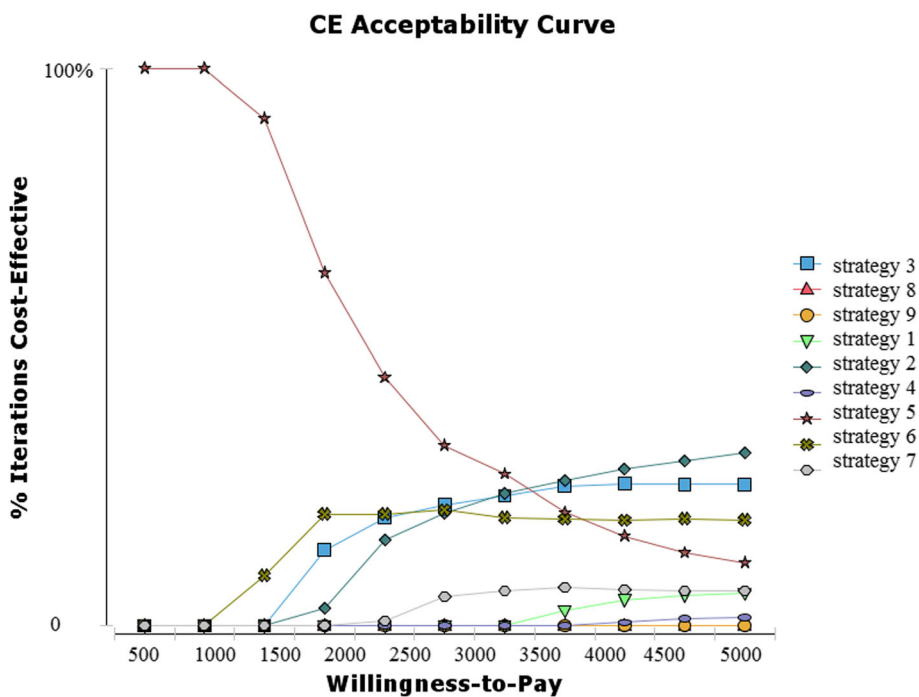 CE Acceptability Curve
100%
% Iterations Cost-Effective
0
500 1000 1500 2000 2500 3000 3500 4000 4500 5000
Willingness-to-Pay
strategy 3
strategy 8
strategy 9
strategy 1
strategy 2
strategy 4
strategy 5
strategy 6
strategy 7